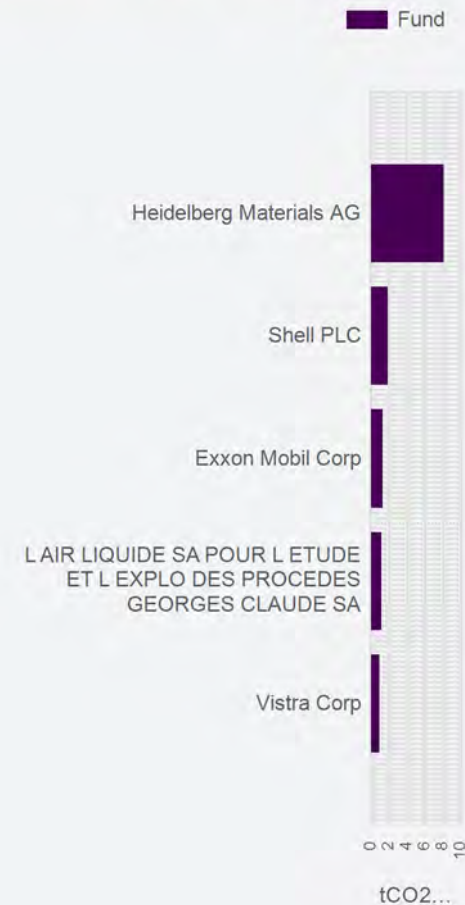 Fund
Heidelberg Materials AG
Shell PLC
Exxon Mobil Corp
L AIR LIQUIDE SA POUR L ETUDE
ET L EXPLO DES PROCEDES
GEORGES CLAUDE SA
Vistra Corp
0 2 4 6 8 10
tCO2...